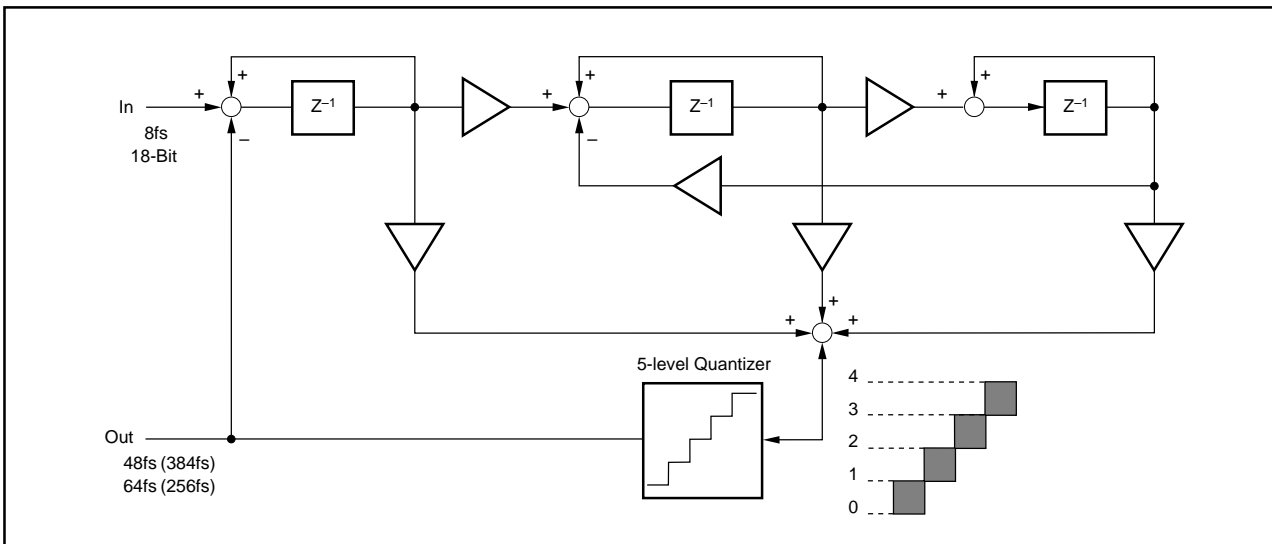 +
+
+
In
+
–
8fs
18-Bit
Z–1
+
+
–
Z–1
+
+
Z–1
+
+
+
5-level Quantizer
4
3
2
1
0
Out
48fs (384fs)
64fs (256fs)